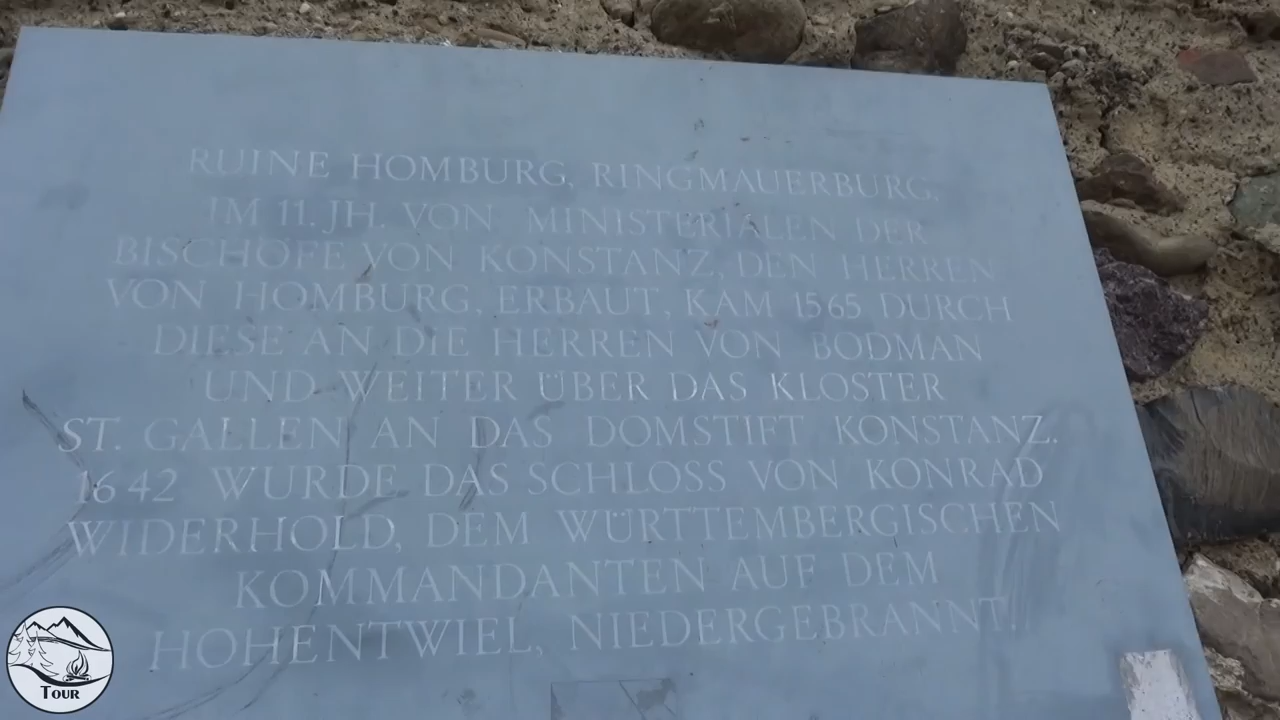 RUINE HOMBURG, RINGMAUERBURG,
IM 11. JH. VON MINISTERIALEN DER
BISCHÖFE VON KONSTANZ, DEN HERREN
VON HOMBURG, ERBAUT, KAM 1565 DURCH
DIESE AN DIE HERREN VON BODMAN
UND WEITER ÜBER DAS KLOSTER
ST. GALLEN AN DAS DOMSTIFT KONSTANZ.
1642 WURDE DAS SCHLOSS VON KONRAD
WIDERHOLD, DEM WÜRTTEMBERGISCHEN
KOMMANDANTEN AUF DEM
HOHENTWIEL, NIEDERGEBRANNT.
TOUR